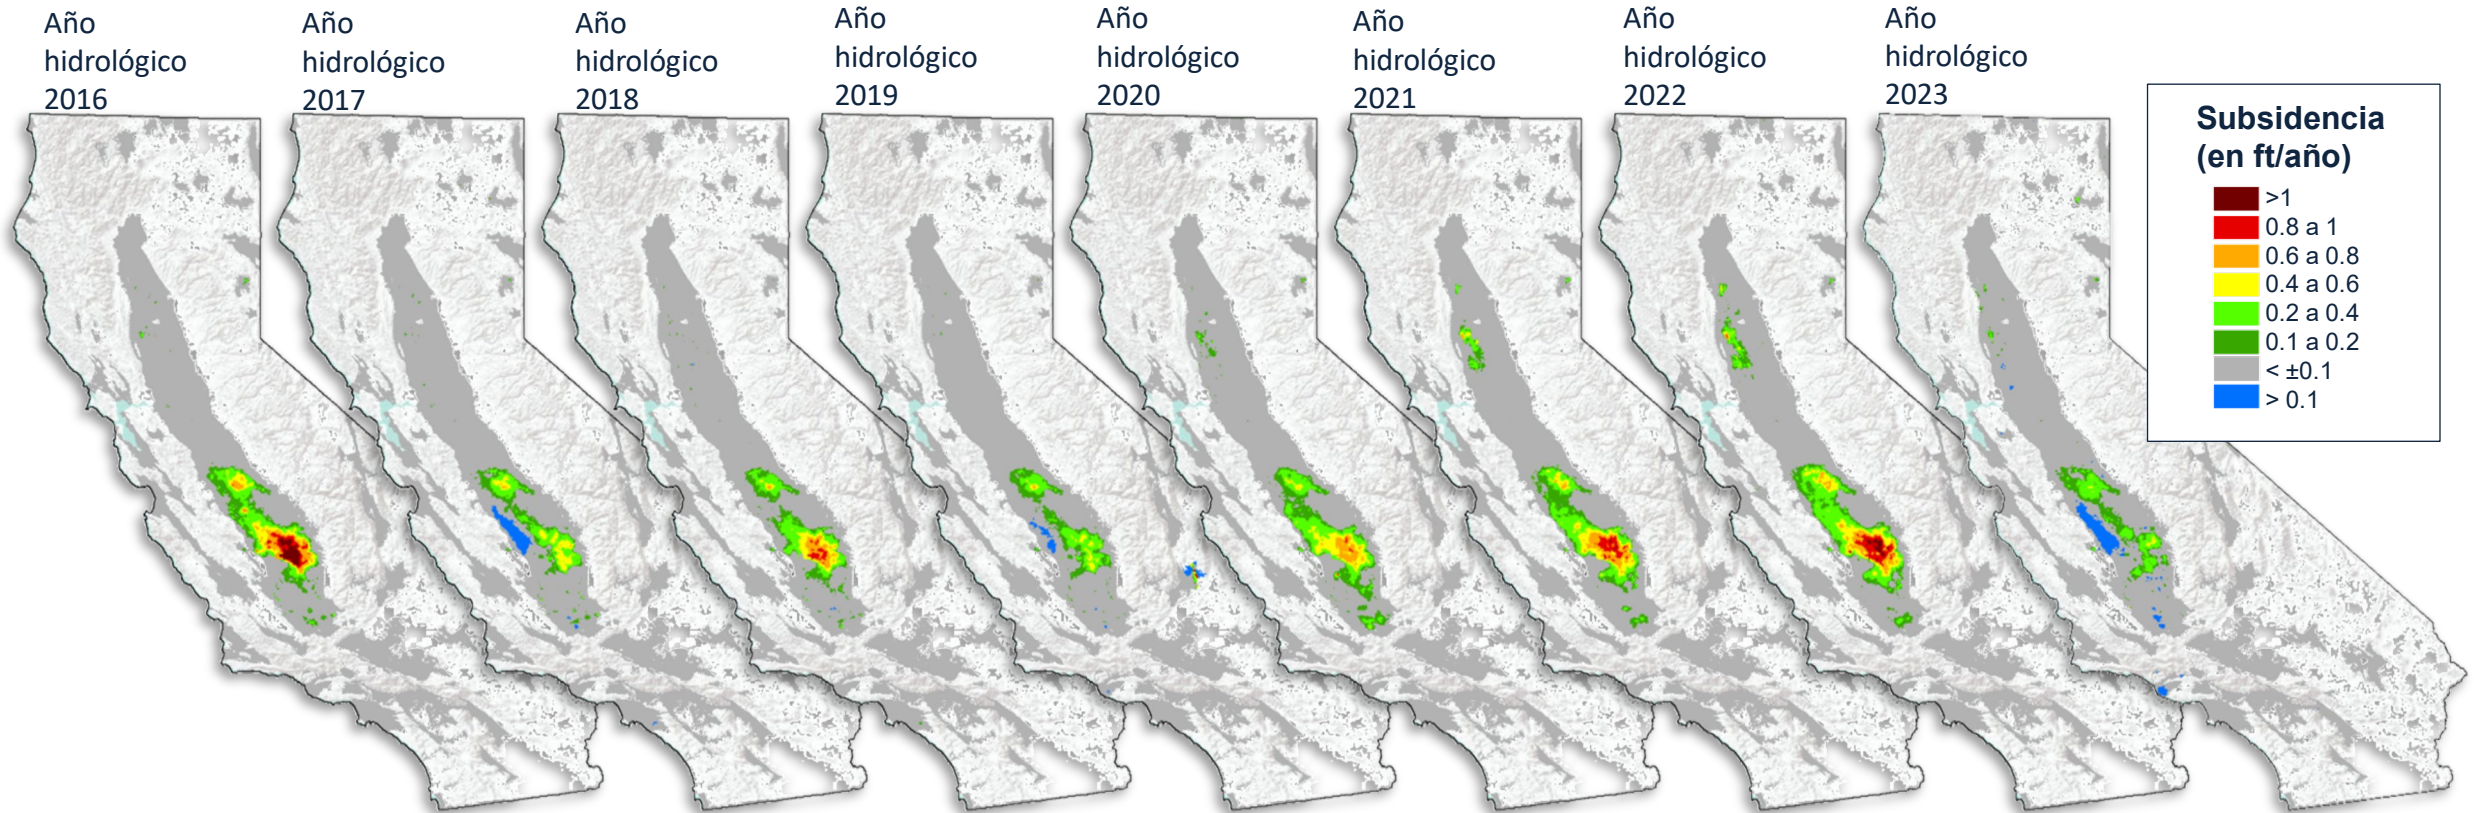 Año
hidrológico
2016
Año
hidrológico
2017
Año
hidrológico
2018
Año
hidrológico
2019
Año
hidrológico
2020
Año
hidrológico
2021
Año
hidrológico
2022
Año
hidrológico
2023
Subsidencia
(en ft/año)
>1
0.8 a 1
0.6 a 0.8
0.4 a 0.6
0.2 a 0.4
0.1 a 0.2
< ±0.1
> 0.1